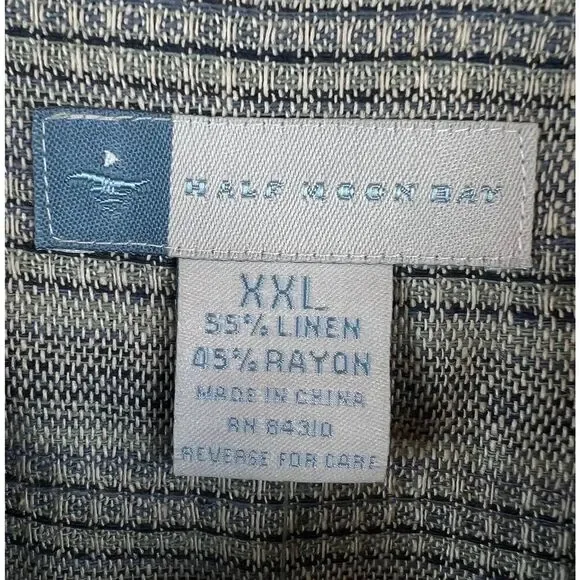 HALF MOON BAY
XXL
55% LINEN
45% RAYON
MADE IN CHINA
RN 84310
REVERSE FOR CARE